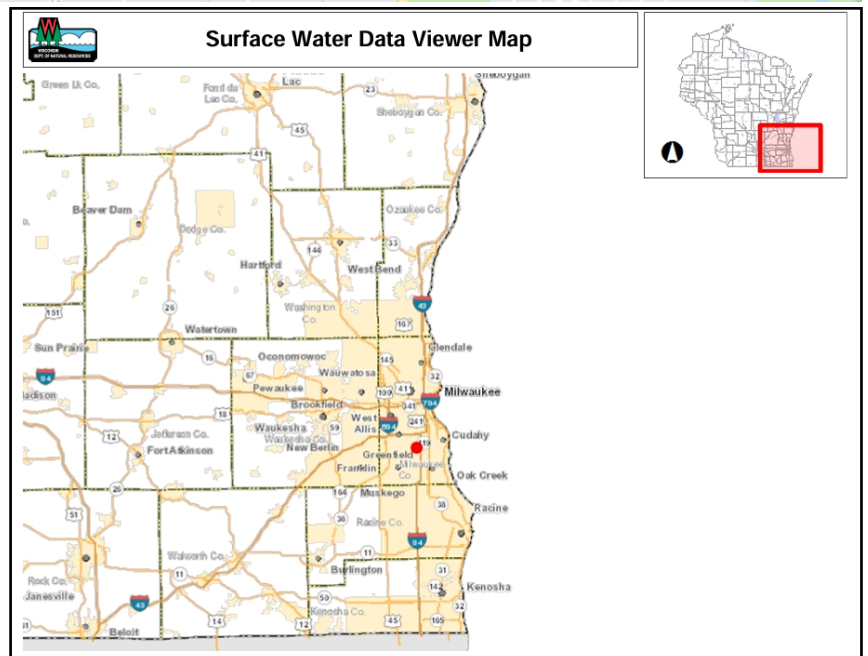 WISCONSIN
DEPT. OF NATURAL RESOURCES
Surface Water Data Viewer Map
Green Lk Co.
Fond du
Lac Co.
Lac
23
Sheboygan
Sheboygan Co.
45
41
Beaver Dam
Dodge Co.
Ozaukee Co.
33
144
Hartford
West Bend
43
Washington
Co.
26
151
167
Watertown
Sun Prairie
16
Glendale
Oconomowoc
145
Wauwatosa
67
32
94
Pewaukee
100
41
Milwaukee
adison
Brookfield
341
794
18
West
Allis
241
Waukesha
59
894
12
Jefferson Co.
Waukesha Co.
Cudahy
Fort Atkinson
New Berlin
119
Greenfield
Franklin
Milwaukee
Co
Oak Creek
26
164
Muskego
51
36
38
Racine
Racine Co.
94
Walworth Co.
11
11
Burlington
31
Rock Co.
142
Kenosha
Janesville
43
50
Kenosha Co.
32
14
12
45
165
Beloit